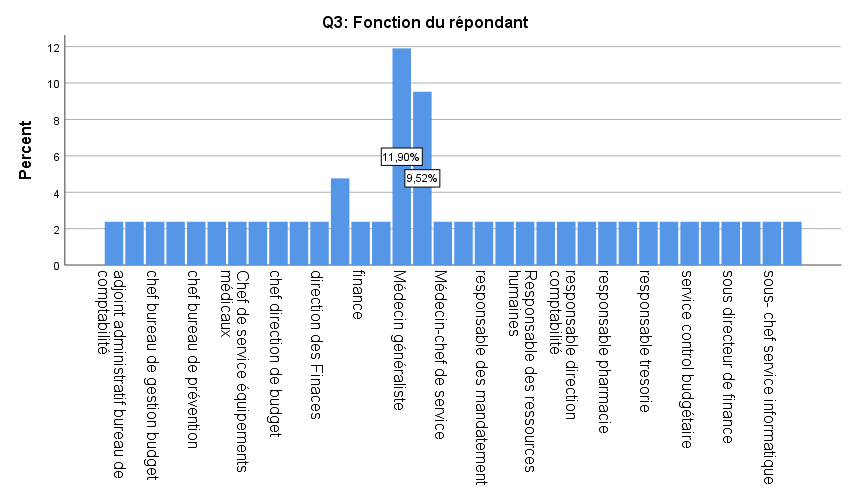 Q3: Fonction du répondant
Percent
12
10
8
6
4
2
0
11,90%
9,52%
adjoint administratif bureau de
comptabilité
chef bureau de gestion budget
chef bureau de prévention
Chef de service équipements
médicaux
chef direction de budget
direction des Finaces
finance
Médecin généraliste
Médecin-chef de service
responsable des mandatement
Responsable des ressources
humaines
responsable direction
comptabilité
responsable pharmacie
responsable tresorie
service control budgétaire
sous directeur de finance
sous- chef service informatique